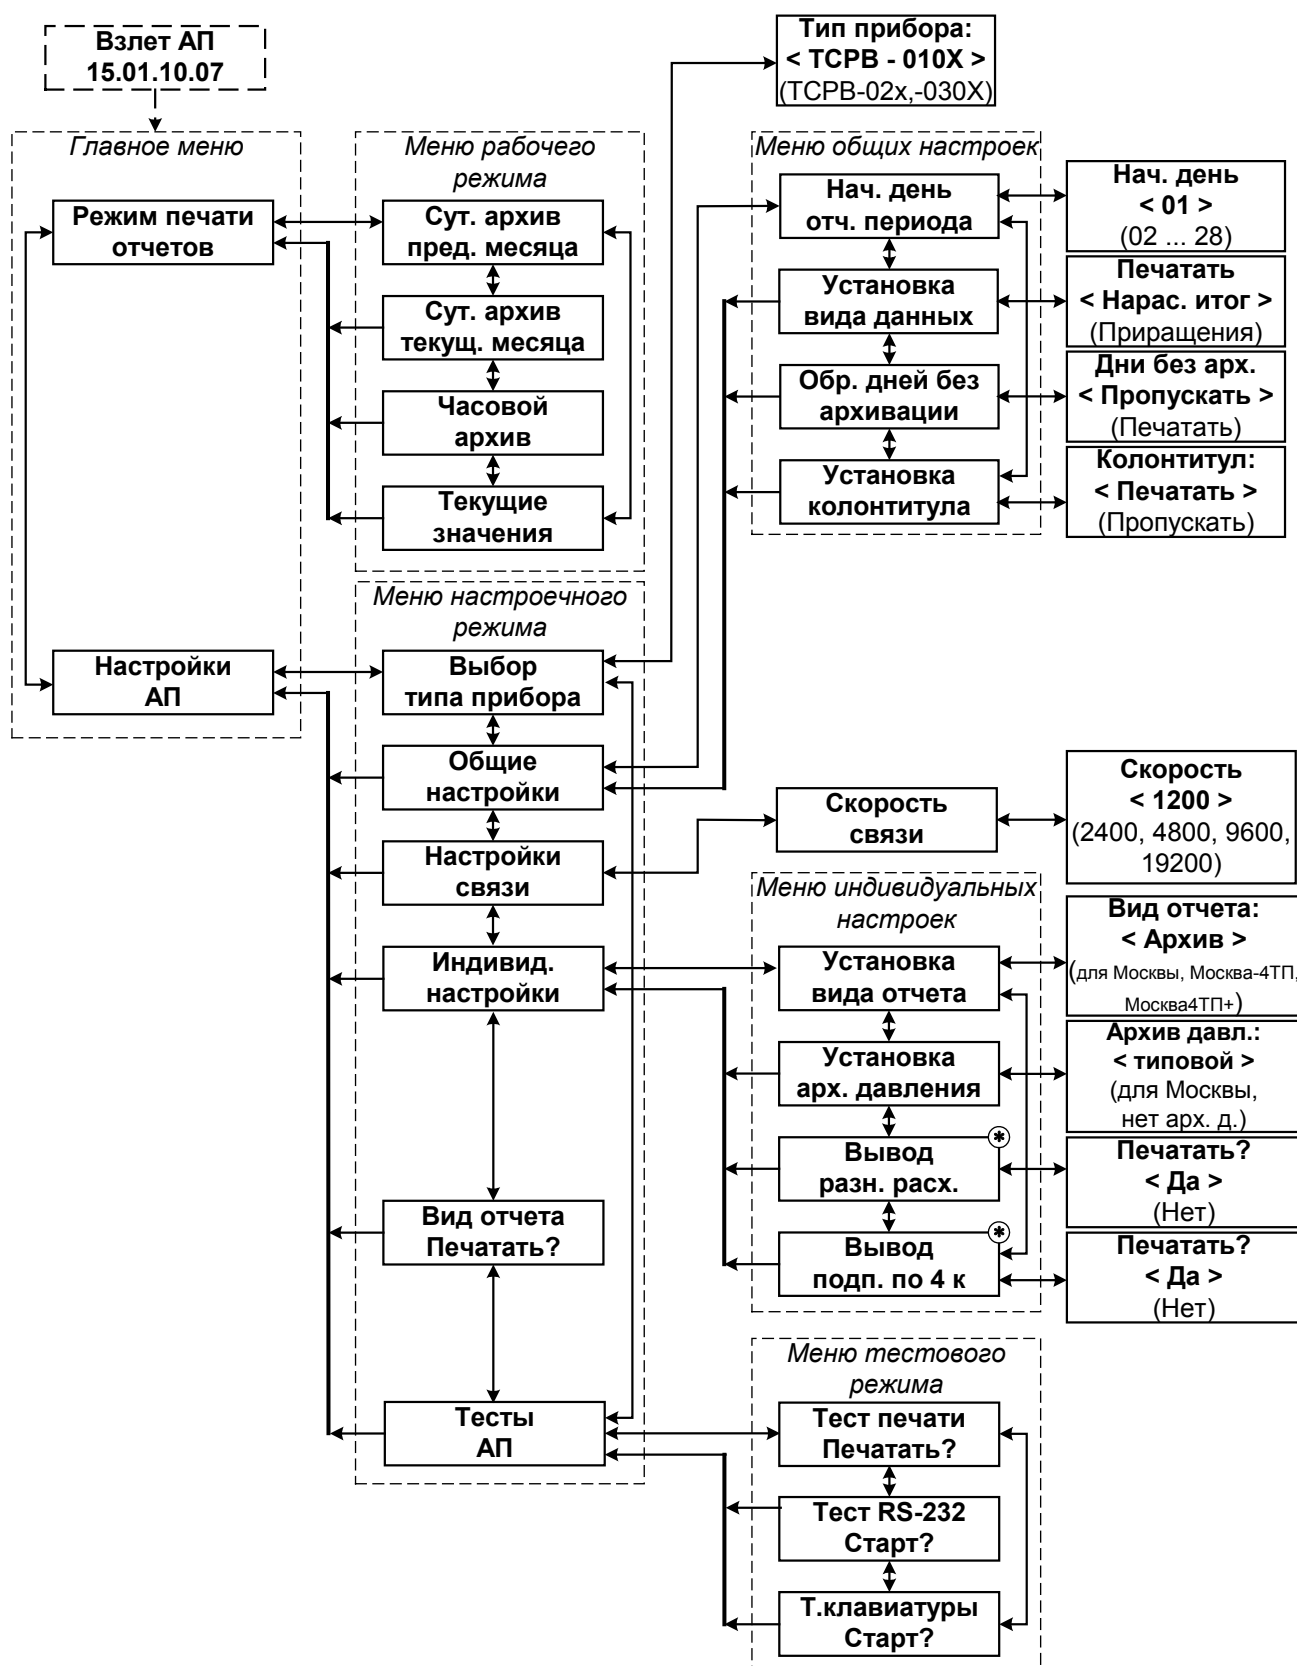 Взлет АП
15.01.10.07
Главное меню
Режим печати
отчетов
Настройки
АП
Меню рабочего
режима
Сут. архив
пред. месяца
Сут. архив
текущ. месяца
Часовой
архив
Текущие
значения
Меню настроечного
режима
Выбор
типа прибора
Общие
настройки
Настройки
связи
Индивид.
настройки
Вид отчета
Печатать?
Тесты
АП
Тип прибора:
< ТСРВ - 010Х >
(ТСРВ-02х,-030Х)
Меню общих настроек
Нач. день
отч. периода
Установка
вида данных
Обр. дней без
архивации
Установка
колонтитула
Нач. день
< 01 >
(02 ... 28)
Печатать
< Нарас. итог >
(Приращения)
Дни без арх.
< Пропускать >
(Печатать)
Колонтитул:
< Печатать >
(Пропускать)
Скорость
связи
Скорость
< 1200 >
(2400, 4800, 9600,
19200)
Меню индивидуальных
настроек
Установка
вида отчета
Установка
арх. давления
Вывод
разн. расх.
*
Вывод
подп. по 4 к
*
Вид отчета:
< Архив >
(для Москвы, Москва-4ТП,
Москва4ТП+)
Архив давл.:
< типовой >
(для Москвы,
нет арх. д.)
Печатать?
< Да >
(Нет)
Печатать?
< Да >
(Нет)
Меню тестового
режима
Тест печати
Печатать?
Тест RS-232
Старт?
Т.клавиатуры
Старт?